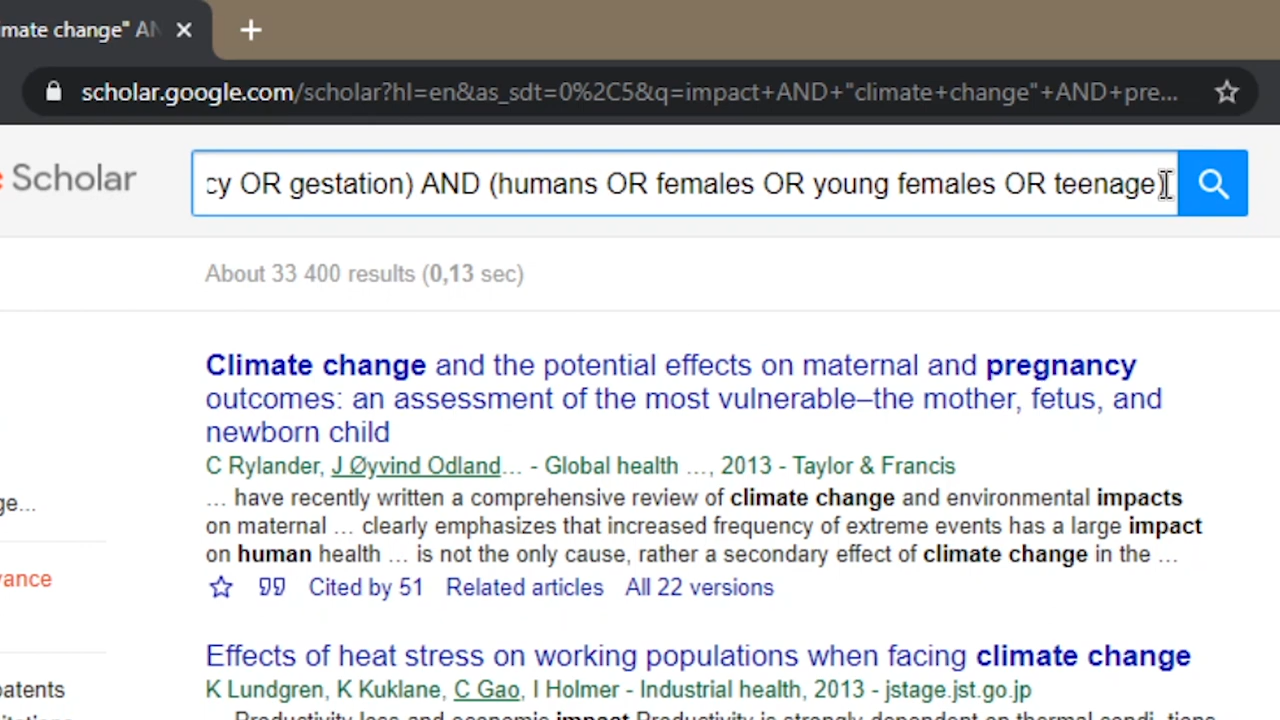 mate change" AN
scholar.google.com/scholar?hl=en&as_sdt=0%2C5&q=impact+AND+"climate+change"+AND+pre...
Scholar
cy OR gestation) AND (humans OR females OR young females OR teenage)
About 33 400 results (0,13 sec)
Climate change and the potential effects on maternal and pregnancy
outcomes: an assessment of the most vulnerable–the mother, fetus, and
newborn child
C Rylander, J Øyvind Odland… - Global health …, 2013 - Taylor & Francis
… have recently written a comprehensive review of climate change and environmental impacts
on maternal … clearly emphasizes that increased frequency of extreme events has a large impact
on human health … is not the only cause, rather a secondary effect of climate change in the …
ge...
vance
Cited by 51 Related articles All 22 versions
Effects of heat stress on working populations when facing climate change
K Lundgren, K Kuklane, C Gao, I Holmer - Industrial health, 2013 - jstage.jst.go.jp
patents